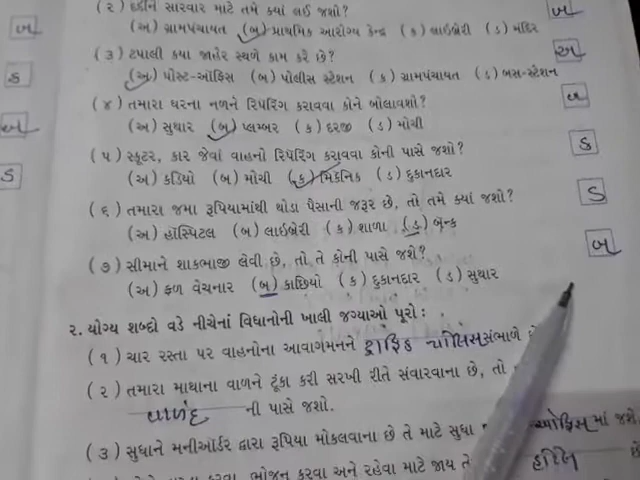 (૨) દર્દીને સારવાર માટે તમે ક્યાં લઈ જશો? બ
(અ) ગ્રામપંચાયત (બ) પ્રાથમિક આરોગ્ય કેન્દ્ર (ક) લાઈબ્રેરી (ડ) મંદિર
(૩) ટપાલી કયા જાહેર સ્થળે કામ કરે છે? અ
(અ) પોસ્ટ-ઑફિસ (બ) પોલીસ સ્ટેશન (ક) ગ્રામપંચાયત (ડ) બસ-સ્ટેશન
(૪) તમારા ઘરના નળને રિપૅરિંગ કરાવવા કોને બોલાવશો? બ
(અ) સુથાર (બ) પ્લમ્બર (ક) દરજી (ડ) મોચી
(૫) સ્કૂટર, કાર જેવાં વાહનો રિપૅરિંગ કરાવવા કોની પાસે જશો? ક
(અ) કડિયો (બ) મોચી (ક) મિકૅનિક (ડ) દુકાનદાર
(૬) તમારા જમા રૂપિયામાંથી થોડા પૈસાની જરૂર છે, તો તમે ક્યાં જશો? ડ
(અ) હૉસ્પિટલ (બ) લાઈબ્રેરી (ક) શાળા (ડ) બૅન્ક
(૭) સીમાને શાકભાજી લેવી છે, તો તે કોની પાસે જશે? બ
(અ) ફળ વેચનાર (બ) કાછિયો (ક) દુકાનદાર (ડ) સુથાર
૨. યોગ્ય શબ્દો વડે નીચેનાં વિધાનોની ખાલી જગ્યાઓ પૂરો :
(૧) ચાર રસ્તા પર વાહનોના આવાગમનને ટ્રાફિક પોલિસ સંભાળે છે
(૨) તમારા માથાના વાળને ટૂંકા કરી સરખી રીતે સંવારવાના છે, તો
વાળંદ ની પાસે જશો.
(૩) સુધાને મનીઑર્ડર દ્વારા રૂપિયા મોકલવાના છે તે માટે સુધા ઓફિસ માં જશે.
ભોજન કરવા અને રહેવા માટે જાય તે